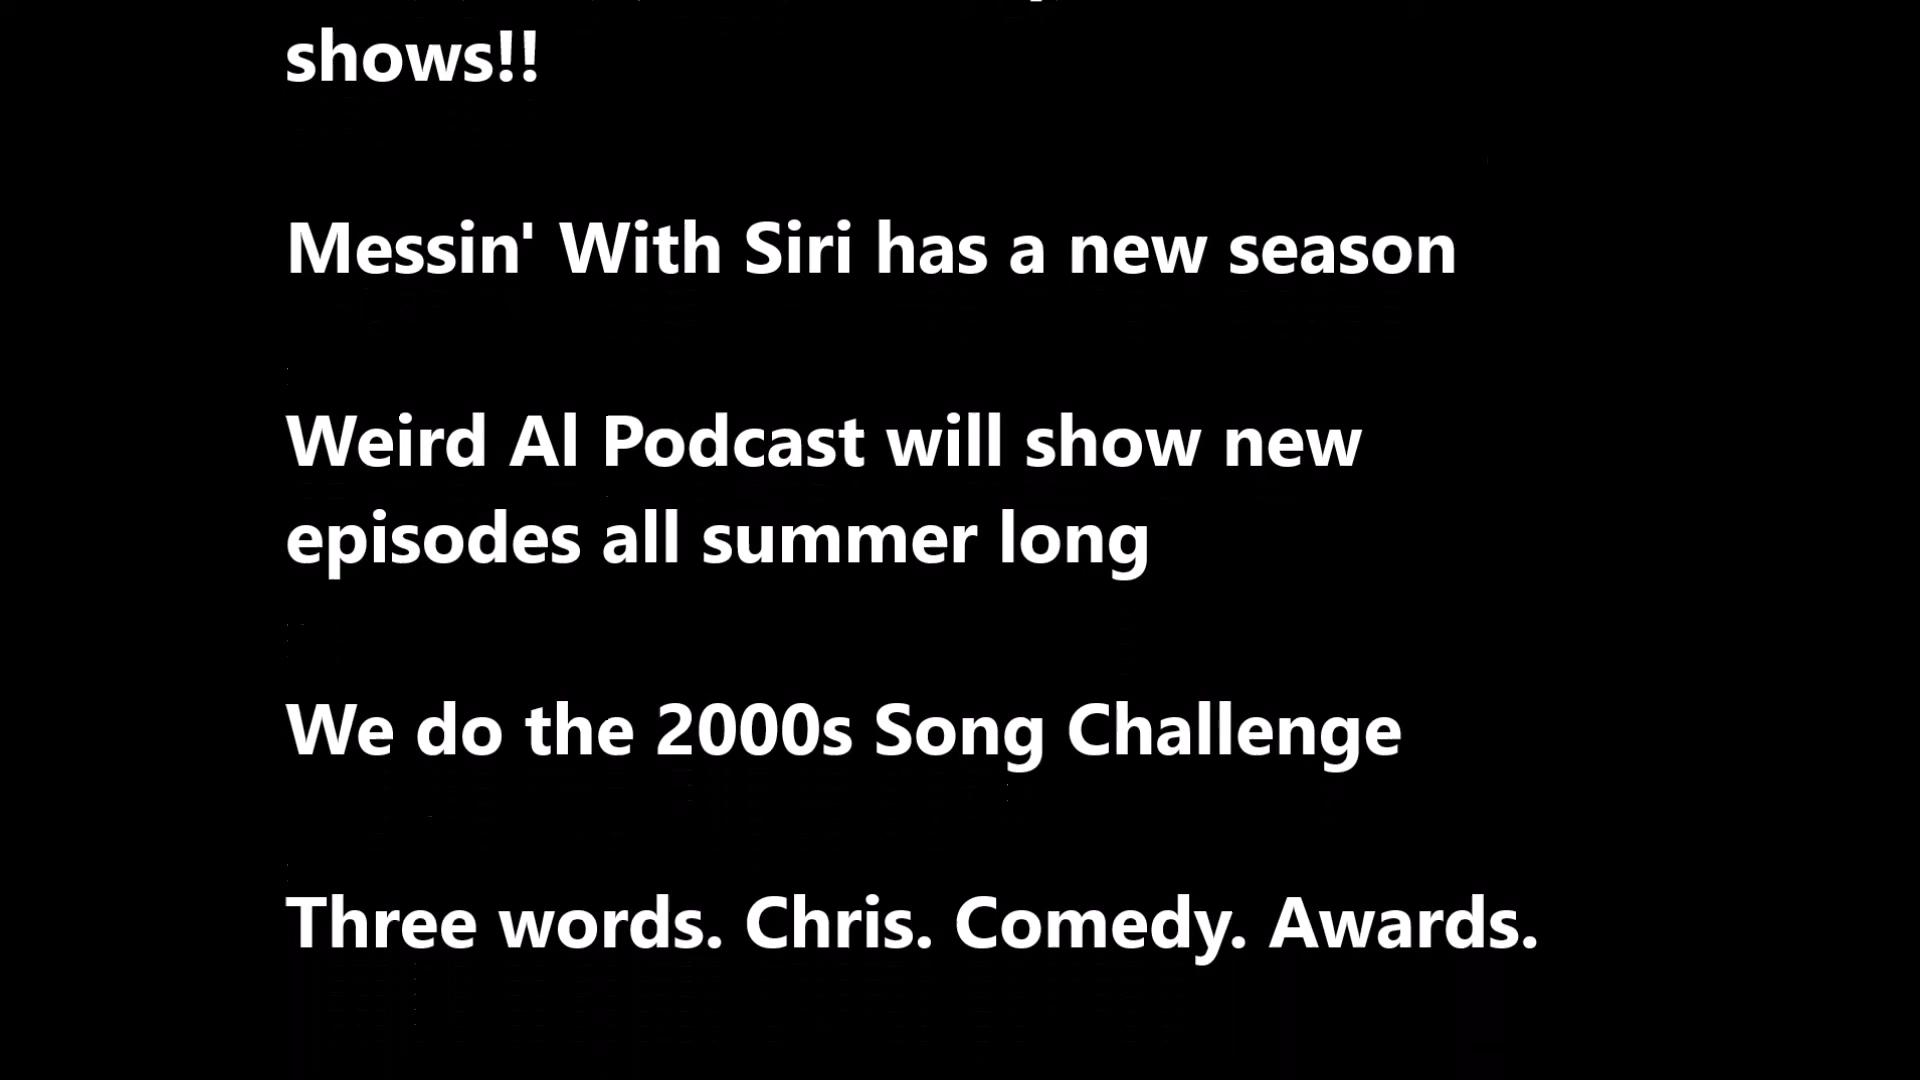 shows!!
Messin' With Siri has a new season
Weird Al Podcast will show new
episodes all summer long
We do the 2000s Song Challenge
Three words. Chris. Comedy. Awards.